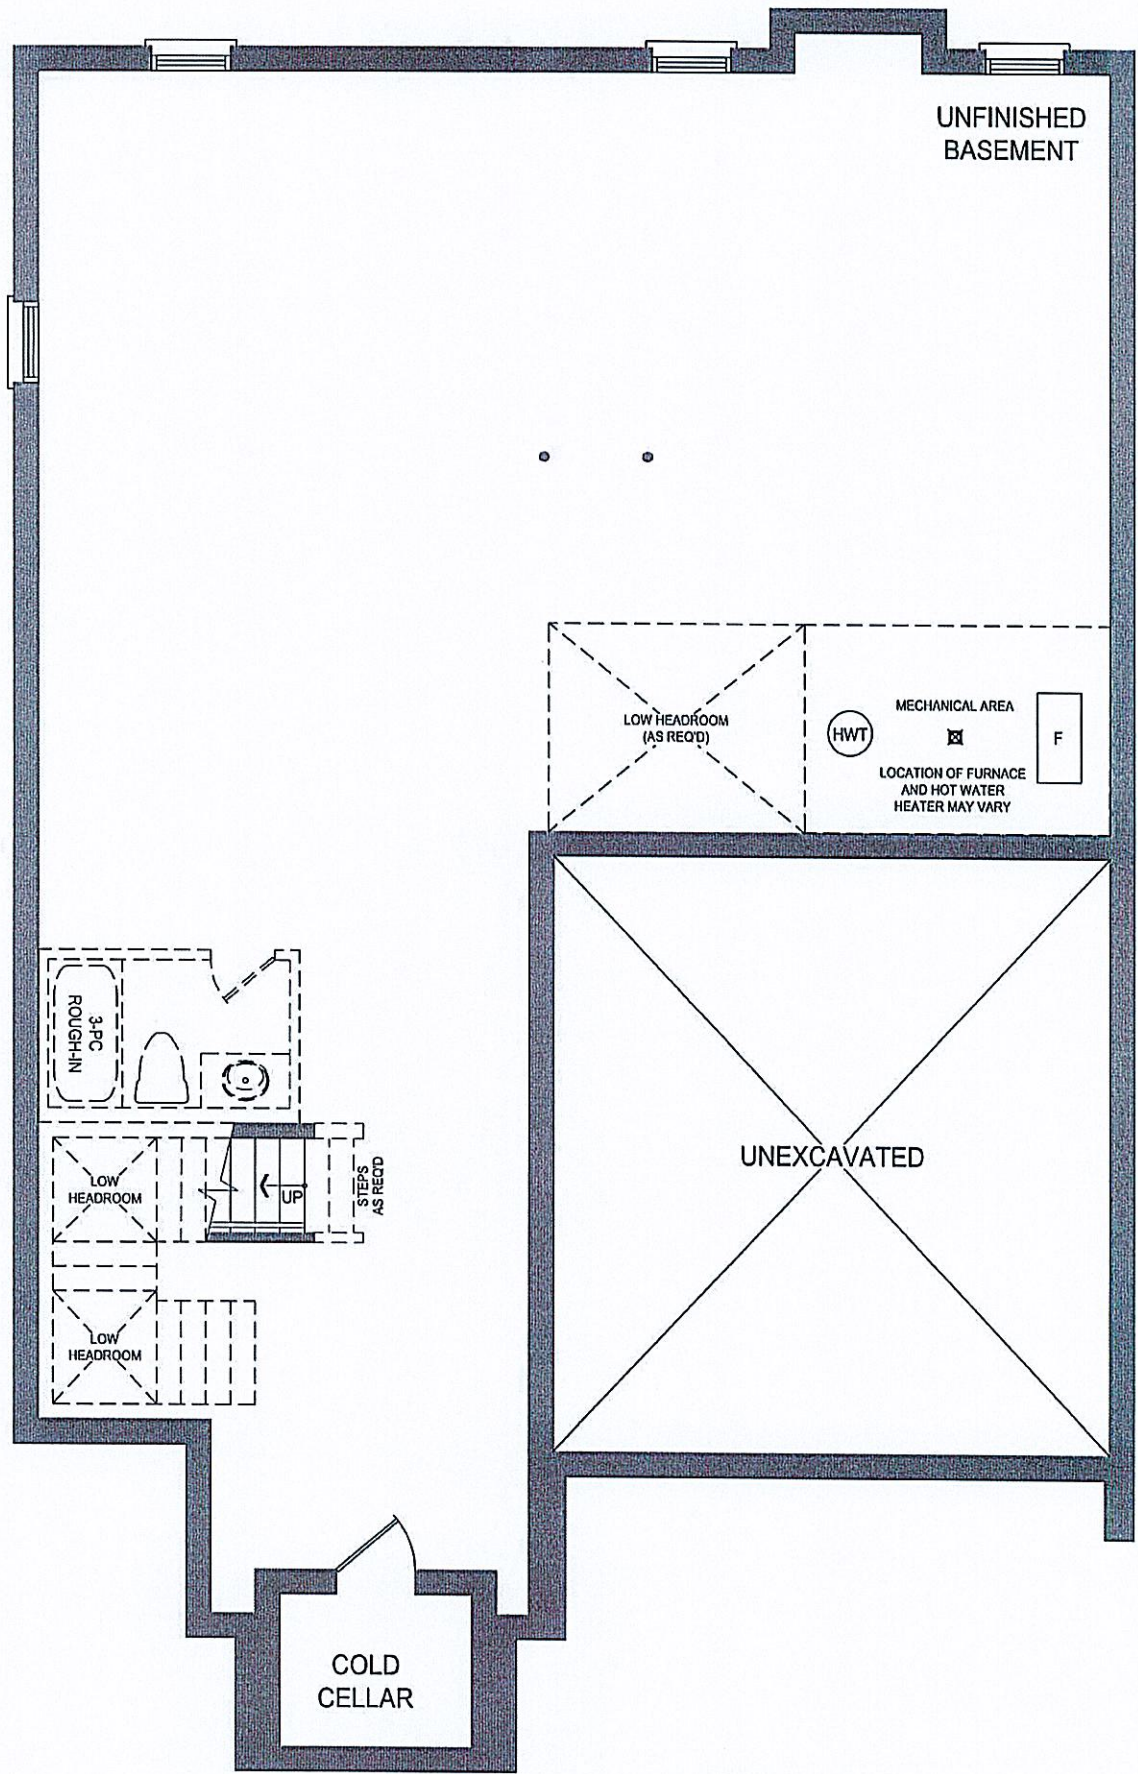 UNFINISHED
BASEMENT
LOW HEADROOM
(AS REQ'D)
HWT
MECHANICAL AREA
F
LOCATION OF FURNACE
AND HOT WATER
HEATER MAY VARY
3-PC
ROUGH-IN
UNEXCAVATED
LOW
HEADROOM
UP
STEPS
AS REQ'D
LOW
HEADROOM
COLD
CELLAR